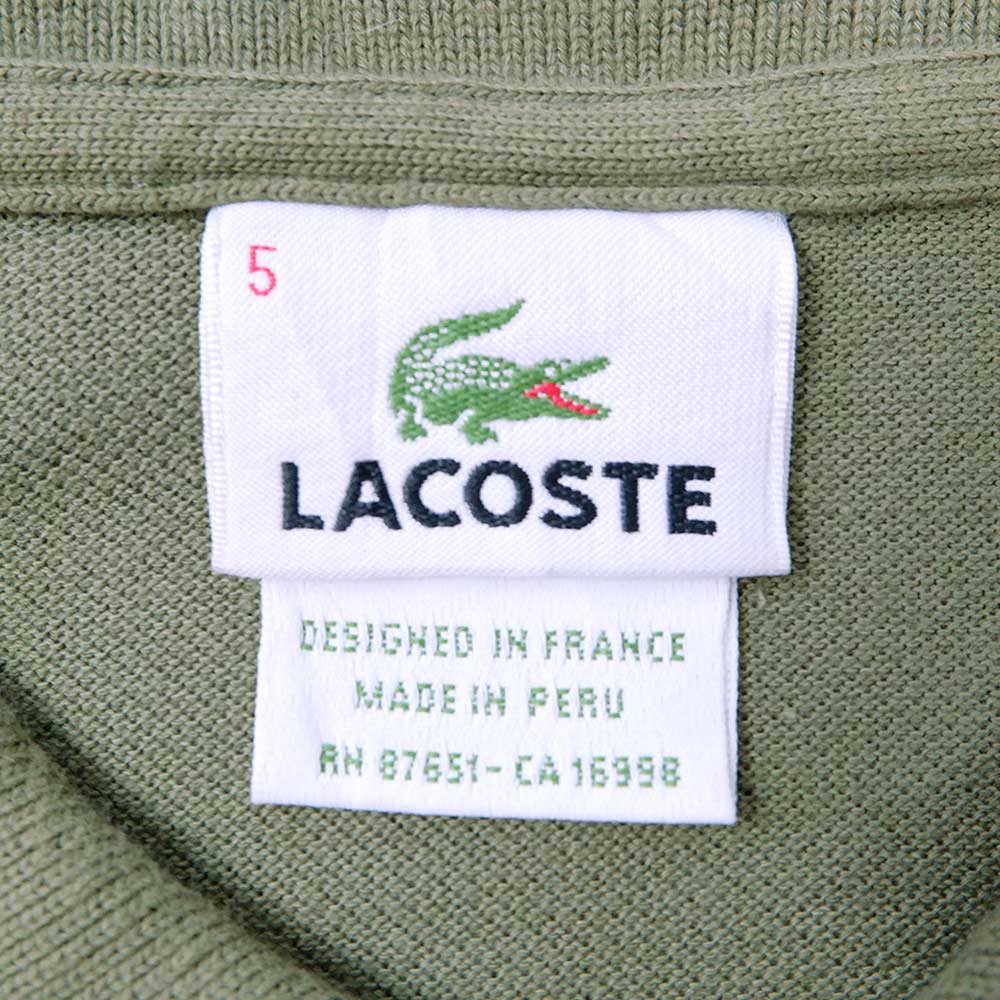 5
LACOSTE
DESIGNED IN FRANCE
MADE IN PERU
RN 87651 - CA 16998